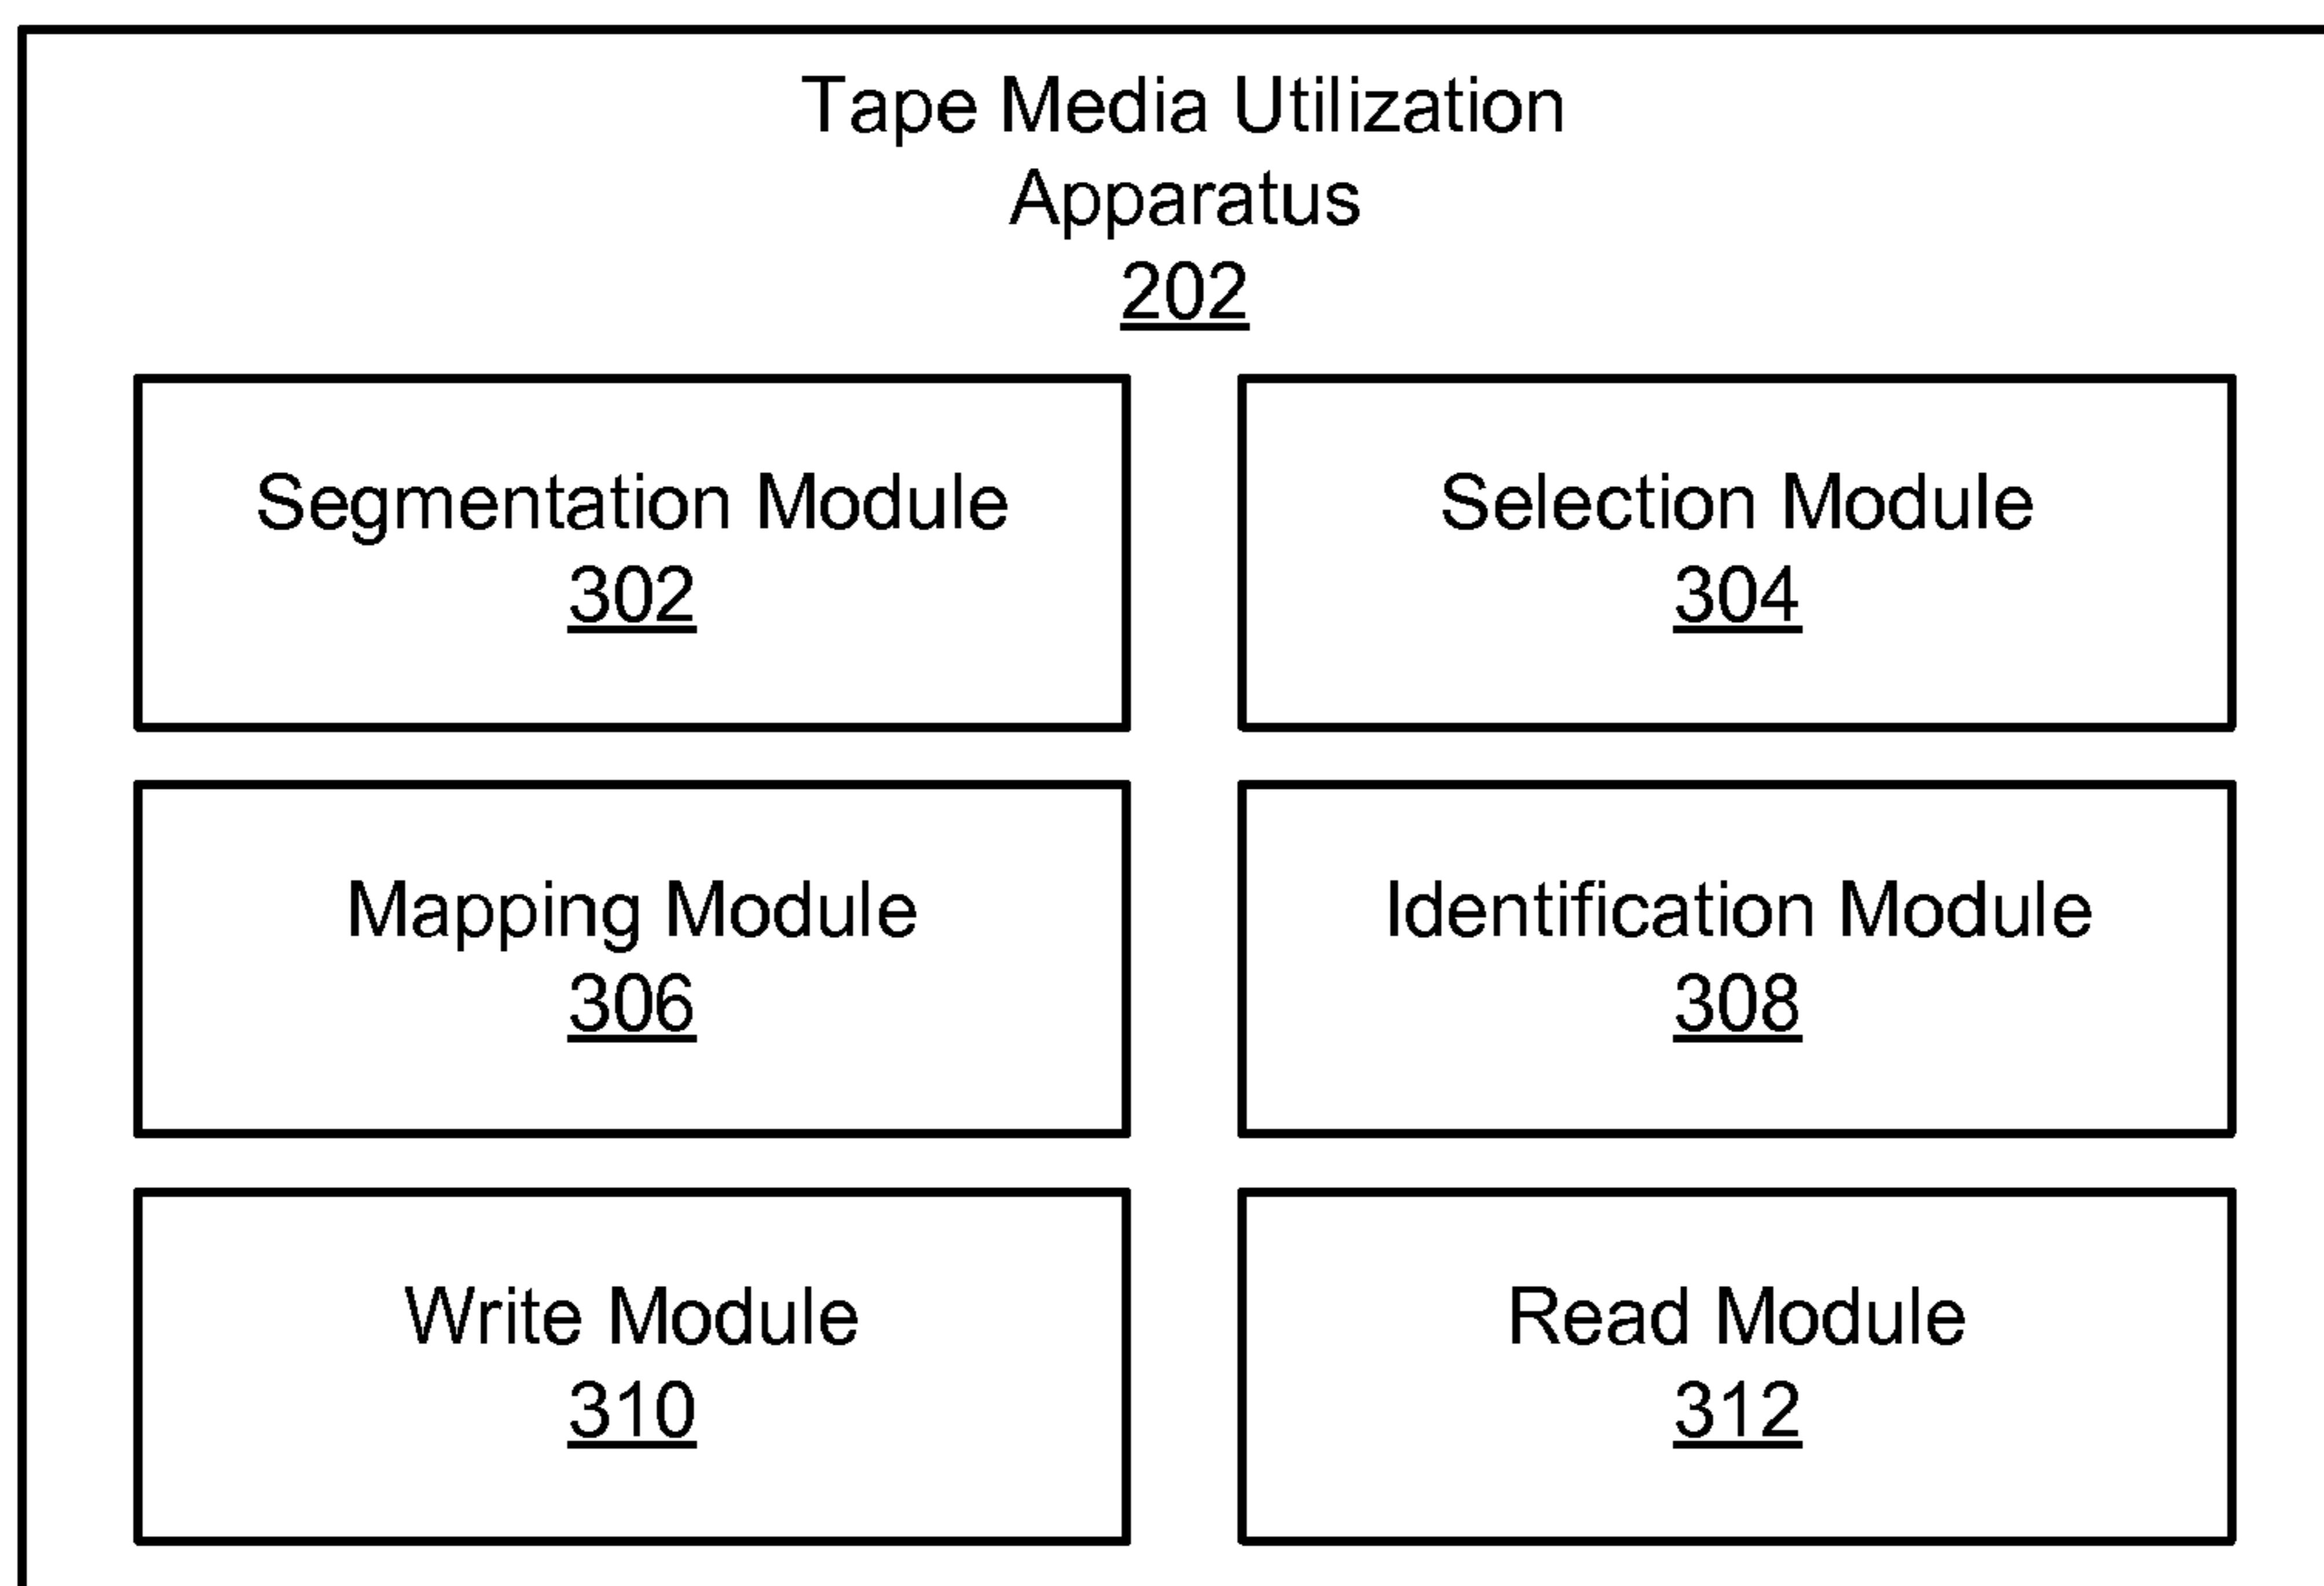 Tape Media Utilization
Apparatus
202
Segmentation Module
302
Selection Module
304
Mapping Module
306
Identification Module
308
Write Module
310
Read Module
312